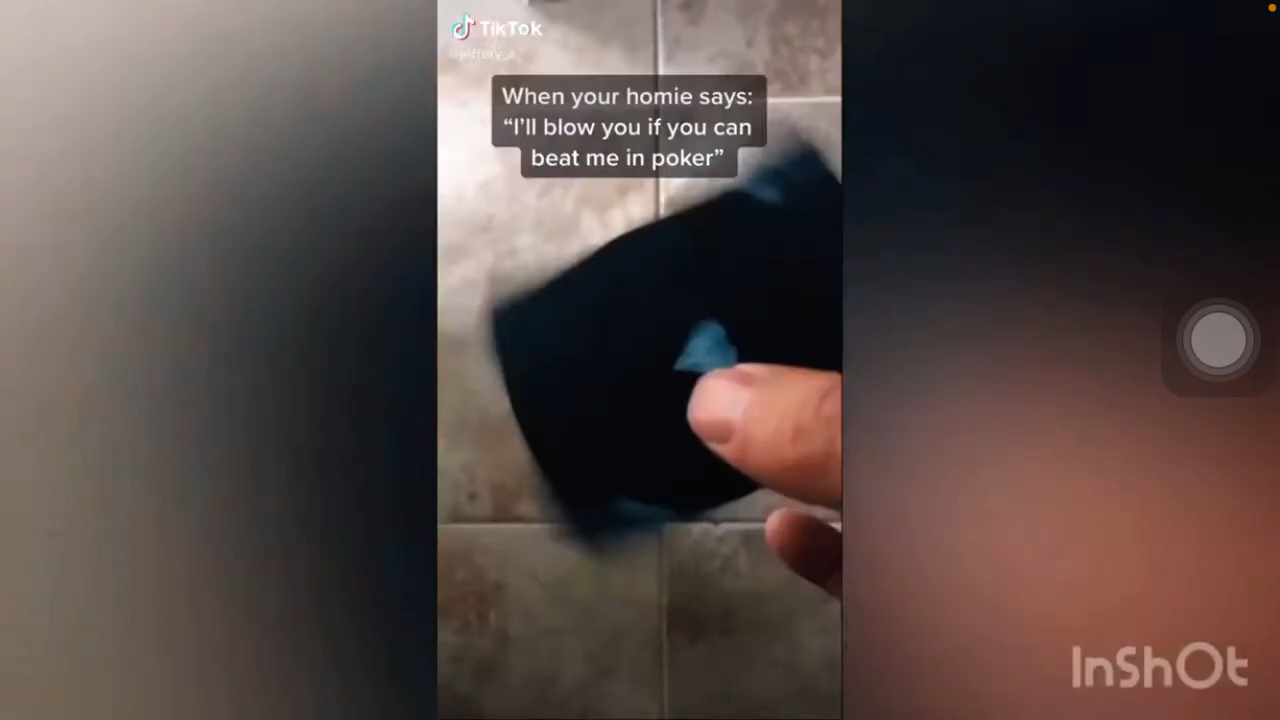 TikTok
When your homie says:
“I’ll blow you if you can
beat me in poker”
InShOt